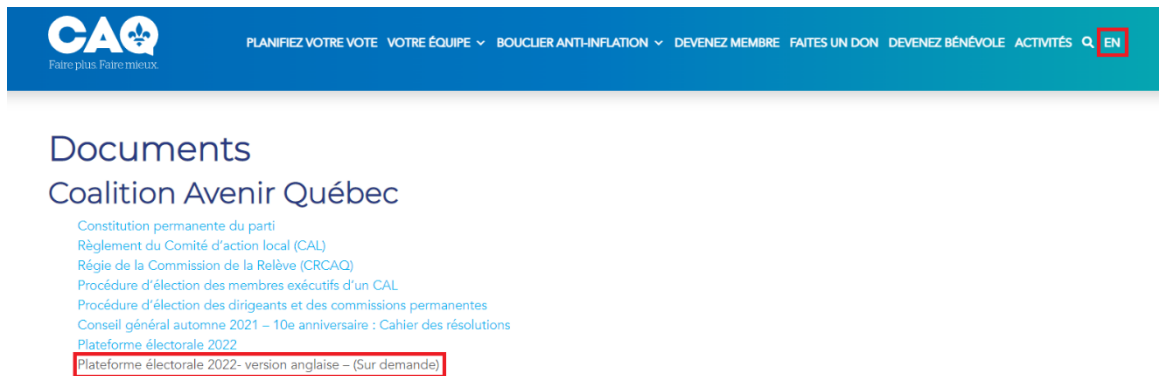 CAQ
Faire plus. Faire mieux.
PLANIFIEZ VOTRE VOTE VOTRE ÉQUIPE BOUCLIER ANTI-INFLATION DEVENEZ MEMBRE FAITES UN DON DEVENEZ BÉNÉVOLE ACTIVITÉS EN
Documents
Coalition Avenir Québec
Constitution permanente du parti
Règlement du Comité d'action local (CAL)
Régie de la Commission de la Relève (CRCAQ)
Procédure d'élection des membres exécutifs d'un CAL
Procédure d'élection des dirigeants et des commissions permanentes
Conseil général automne 2021 – 10e anniversaire : Cahier des résolutions
Plateforme électorale 2022
Plateforme électorale 2022- version anglaise – (Sur demande)